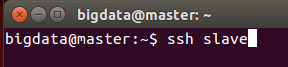 bigdata@master: ~
bigdata@master:~$ ssh slave